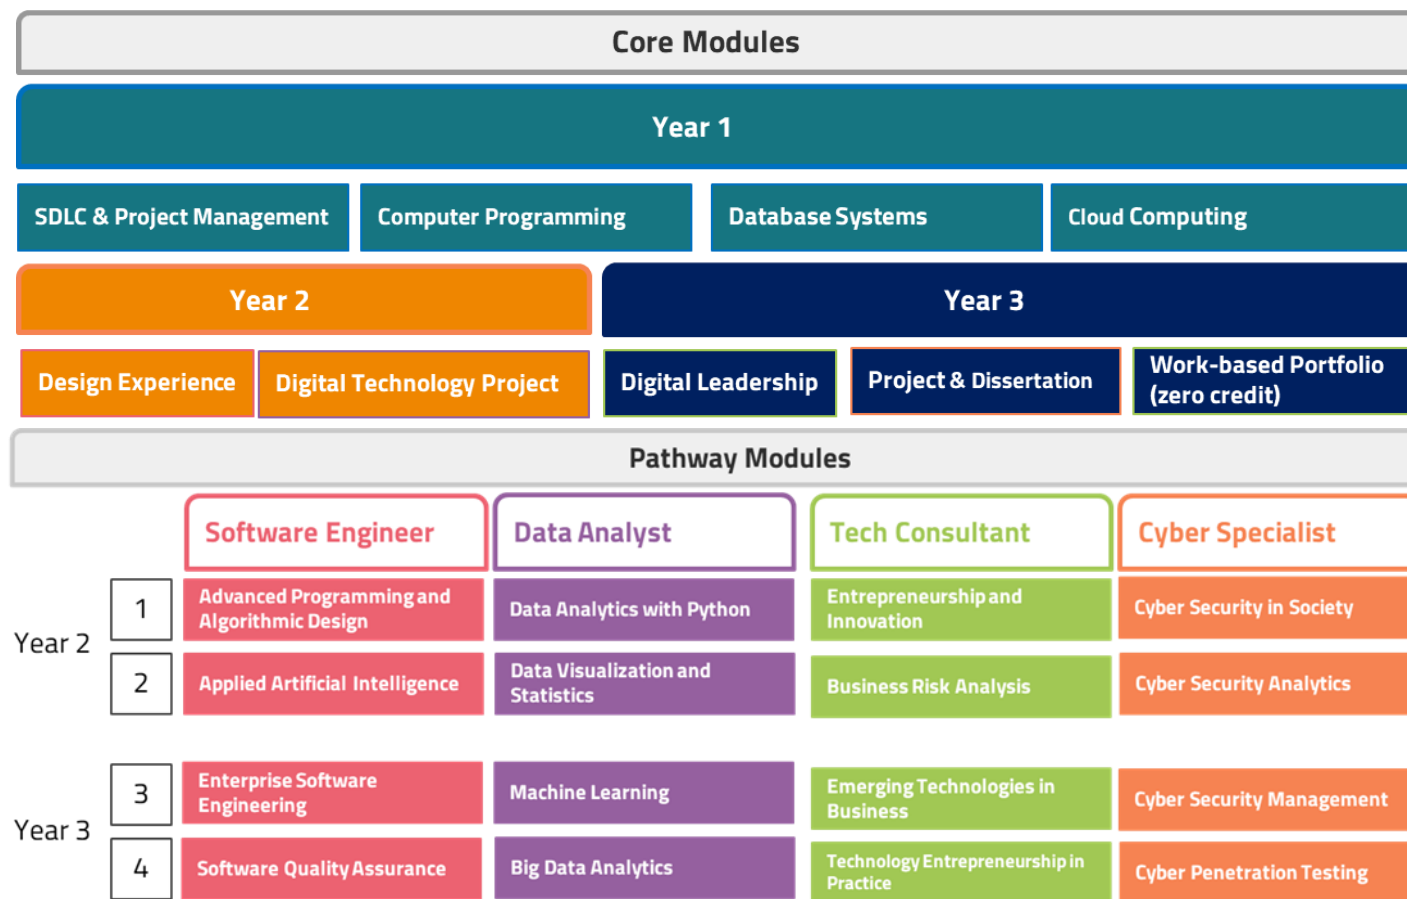 Core Modules
Year 1
SDLC & Project Management
Computer Programming
Database Systems
Cloud Computing
Year 2
Year 3
Design Experience
Digital Technology Project
Digital Leadership
Project & Dissertation
Work-based Portfolio
(zero credit)
Pathway Modules
Software Engineer
Data Analyst
Tech Consultant
Cyber Specialist
Year 2
1
Advanced Programming and
Algorithmic Design
Data Analytics with Python
Entrepreneurship and
Innovation
Cyber Security in Society
2
Applied Artificial Intelligence
Data Visualization and
Statistics
Business Risk Analysis
Cyber Security Analytics
Year 3
3
Enterprise Software
Engineering
Machine Learning
Emerging Technologies in
Business
Cyber Security Management
4
Software Quality Assurance
Big Data Analytics
Technology Entrepreneurship in
Practice
Cyber Penetration Testing